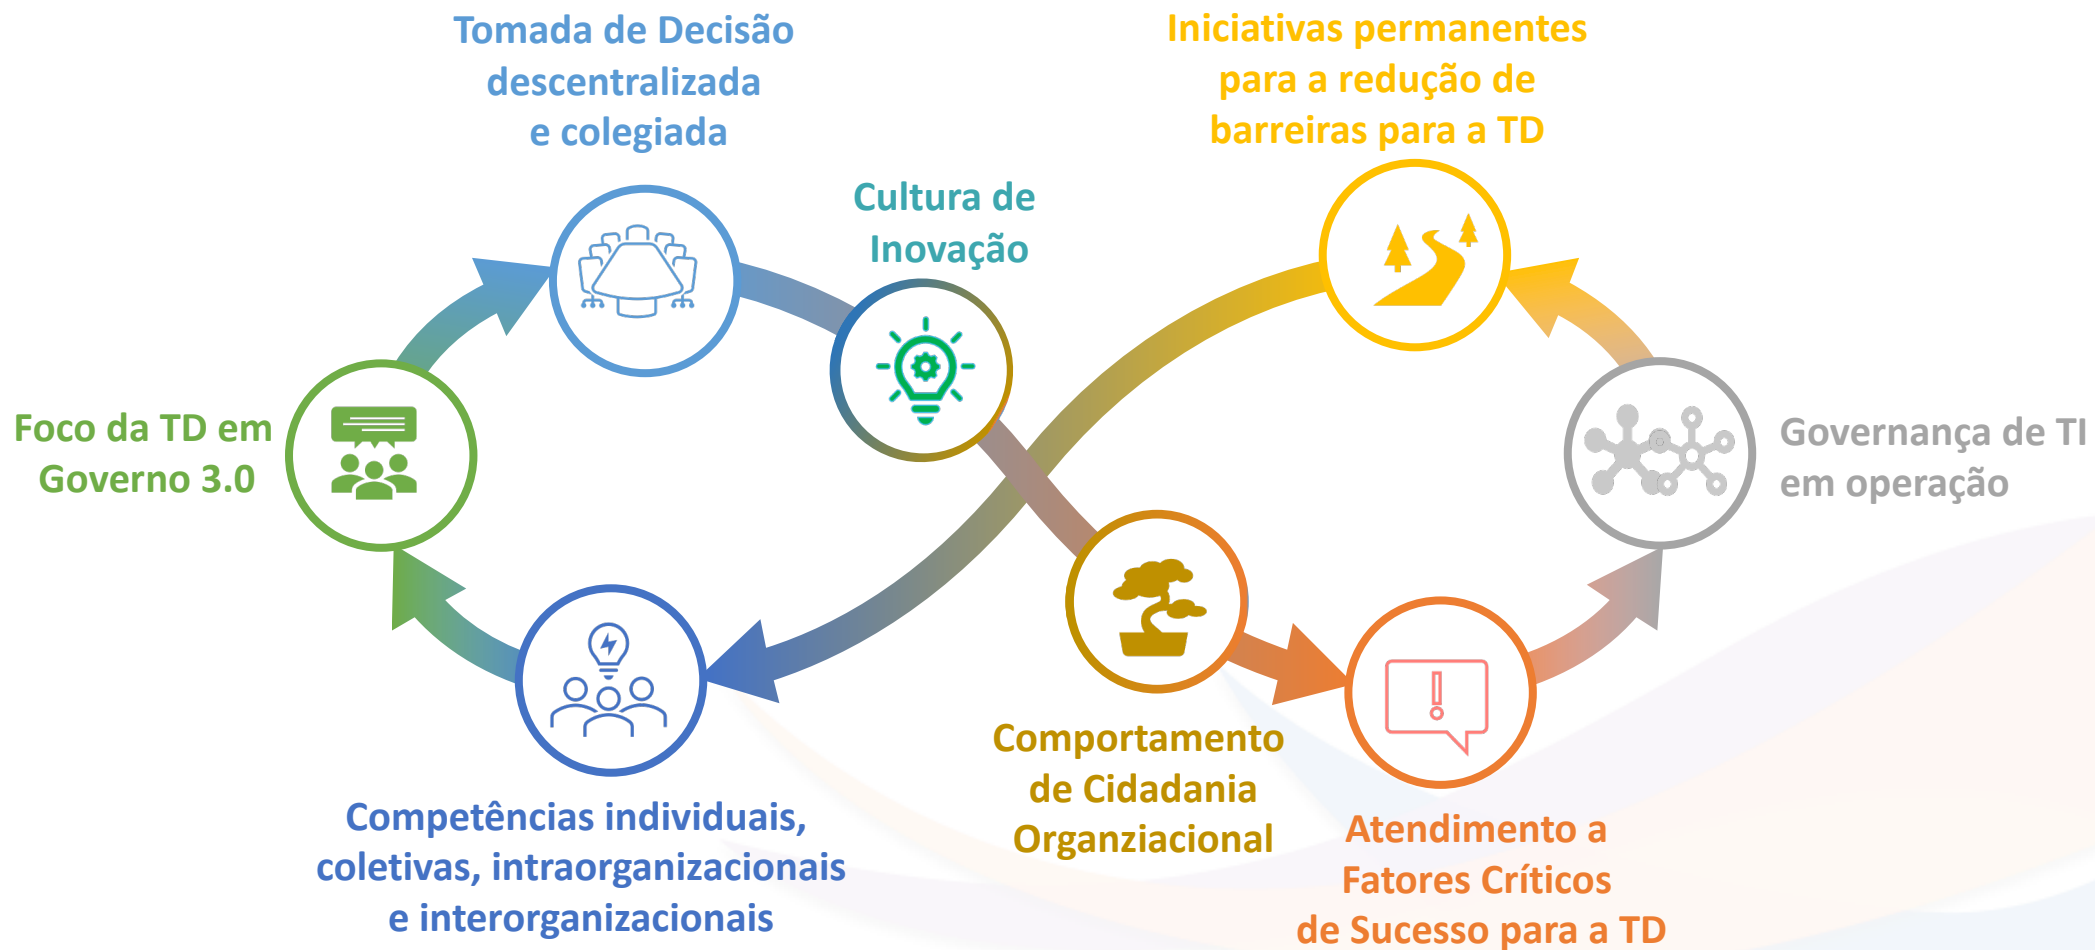 Tomada de Decisão
descentralizada
e colegiada
Iniciativas permanentes
para a redução de
barreiras para a TD
Cultura de
Inovação
Foco da TD em
Governo 3.0
Governança de TI
em operação
Competências individuais,
coletivas, intraorganizacionais
e interorganizacionais
Comportamento
de Cidadania
Organziacional
Atendimento a
Fatores Críticos
de Sucesso para a TD